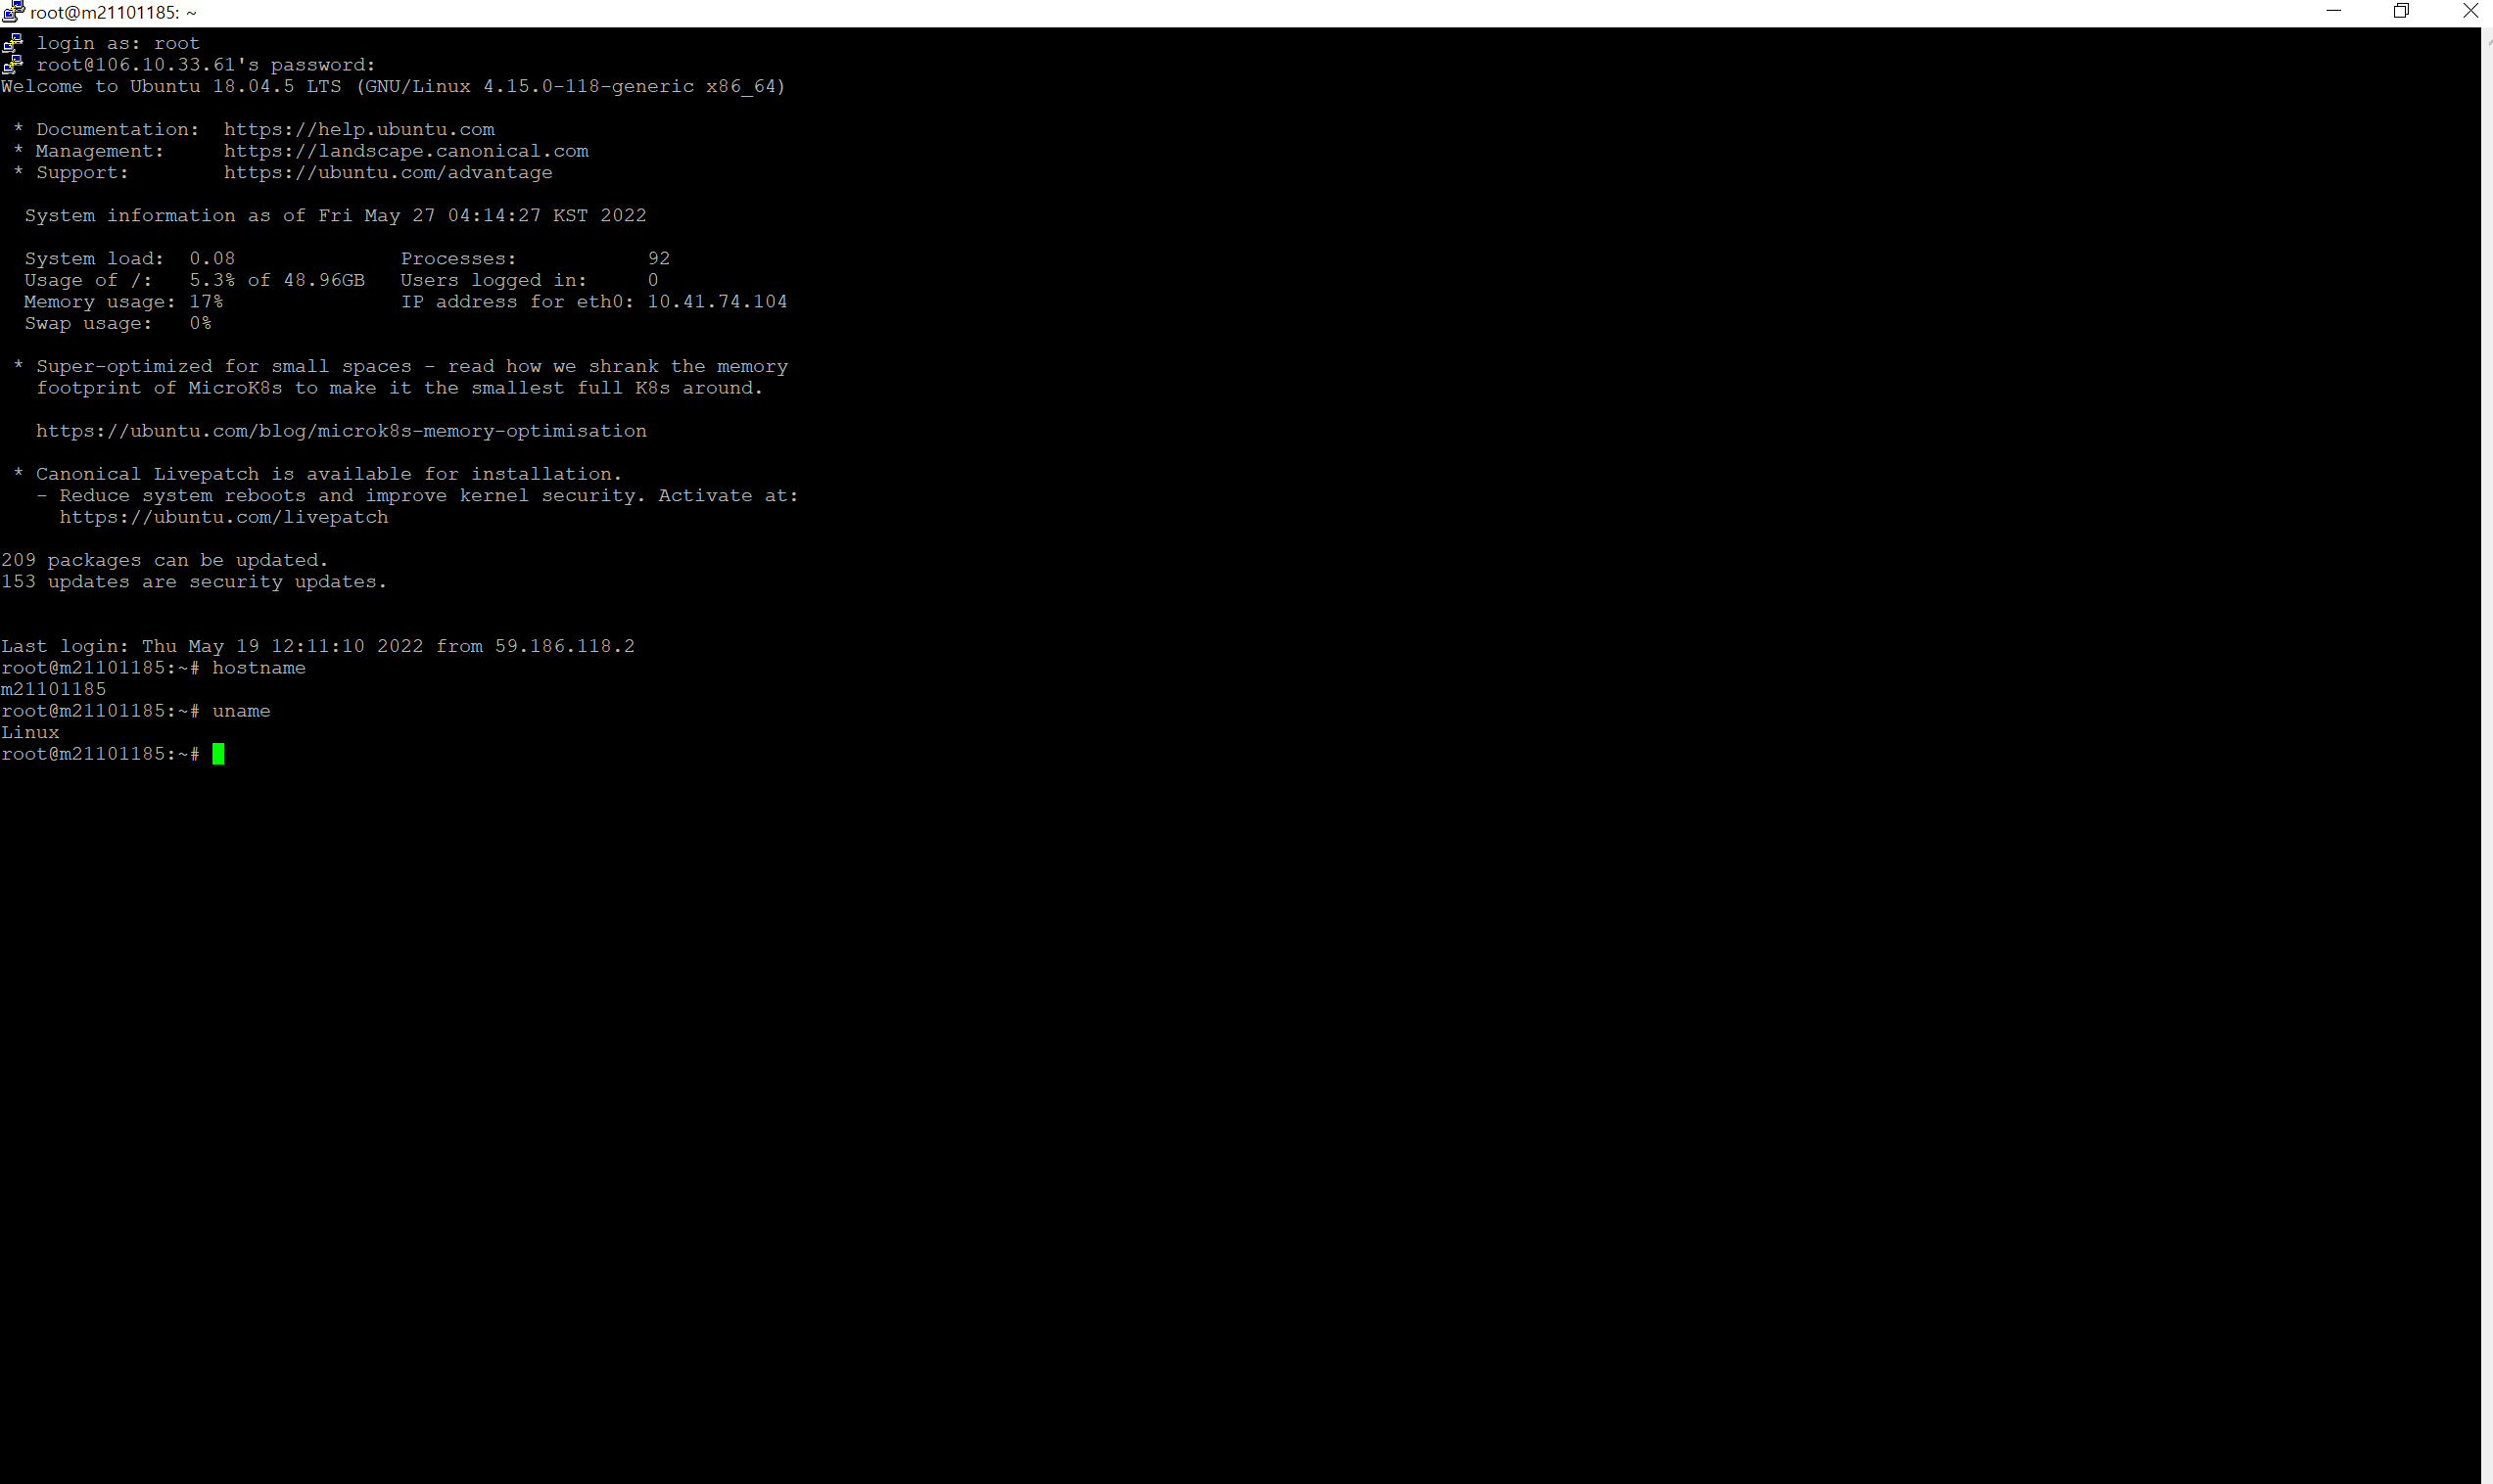 root@m21101185: ~
login as: root
root@106.10.33.61's password:
Welcome to Ubuntu 18.04.5 LTS (GNU/Linux 4.15.0-118-generic x86_64)
* Documentation:  https://help.ubuntu.com
* Management:     https://landscape.canonical.com
* Support:        https://ubuntu.com/advantage
System information as of Fri May 27 04:14:27 KST 2022
System load:  0.08              Processes:           92
Usage of /:   5.3% of 48.96GB   Users logged in:     0
Memory usage: 17%               IP address for eth0: 10.41.74.104
Swap usage:   0%
* Super-optimized for small spaces - read how we shrank the memory
footprint of MicroK8s to make it the smallest full K8s around.
https://ubuntu.com/blog/microk8s-memory-optimisation
* Canonical Livepatch is available for installation.
- Reduce system reboots and improve kernel security. Activate at:
https://ubuntu.com/livepatch
209 packages can be updated.
153 updates are security updates.
Last login: Thu May 19 12:11:10 2022 from 59.186.118.2
root@m21101185:~# hostname
m21101185
root@m21101185:~# uname
Linux
root@m21101185:~#